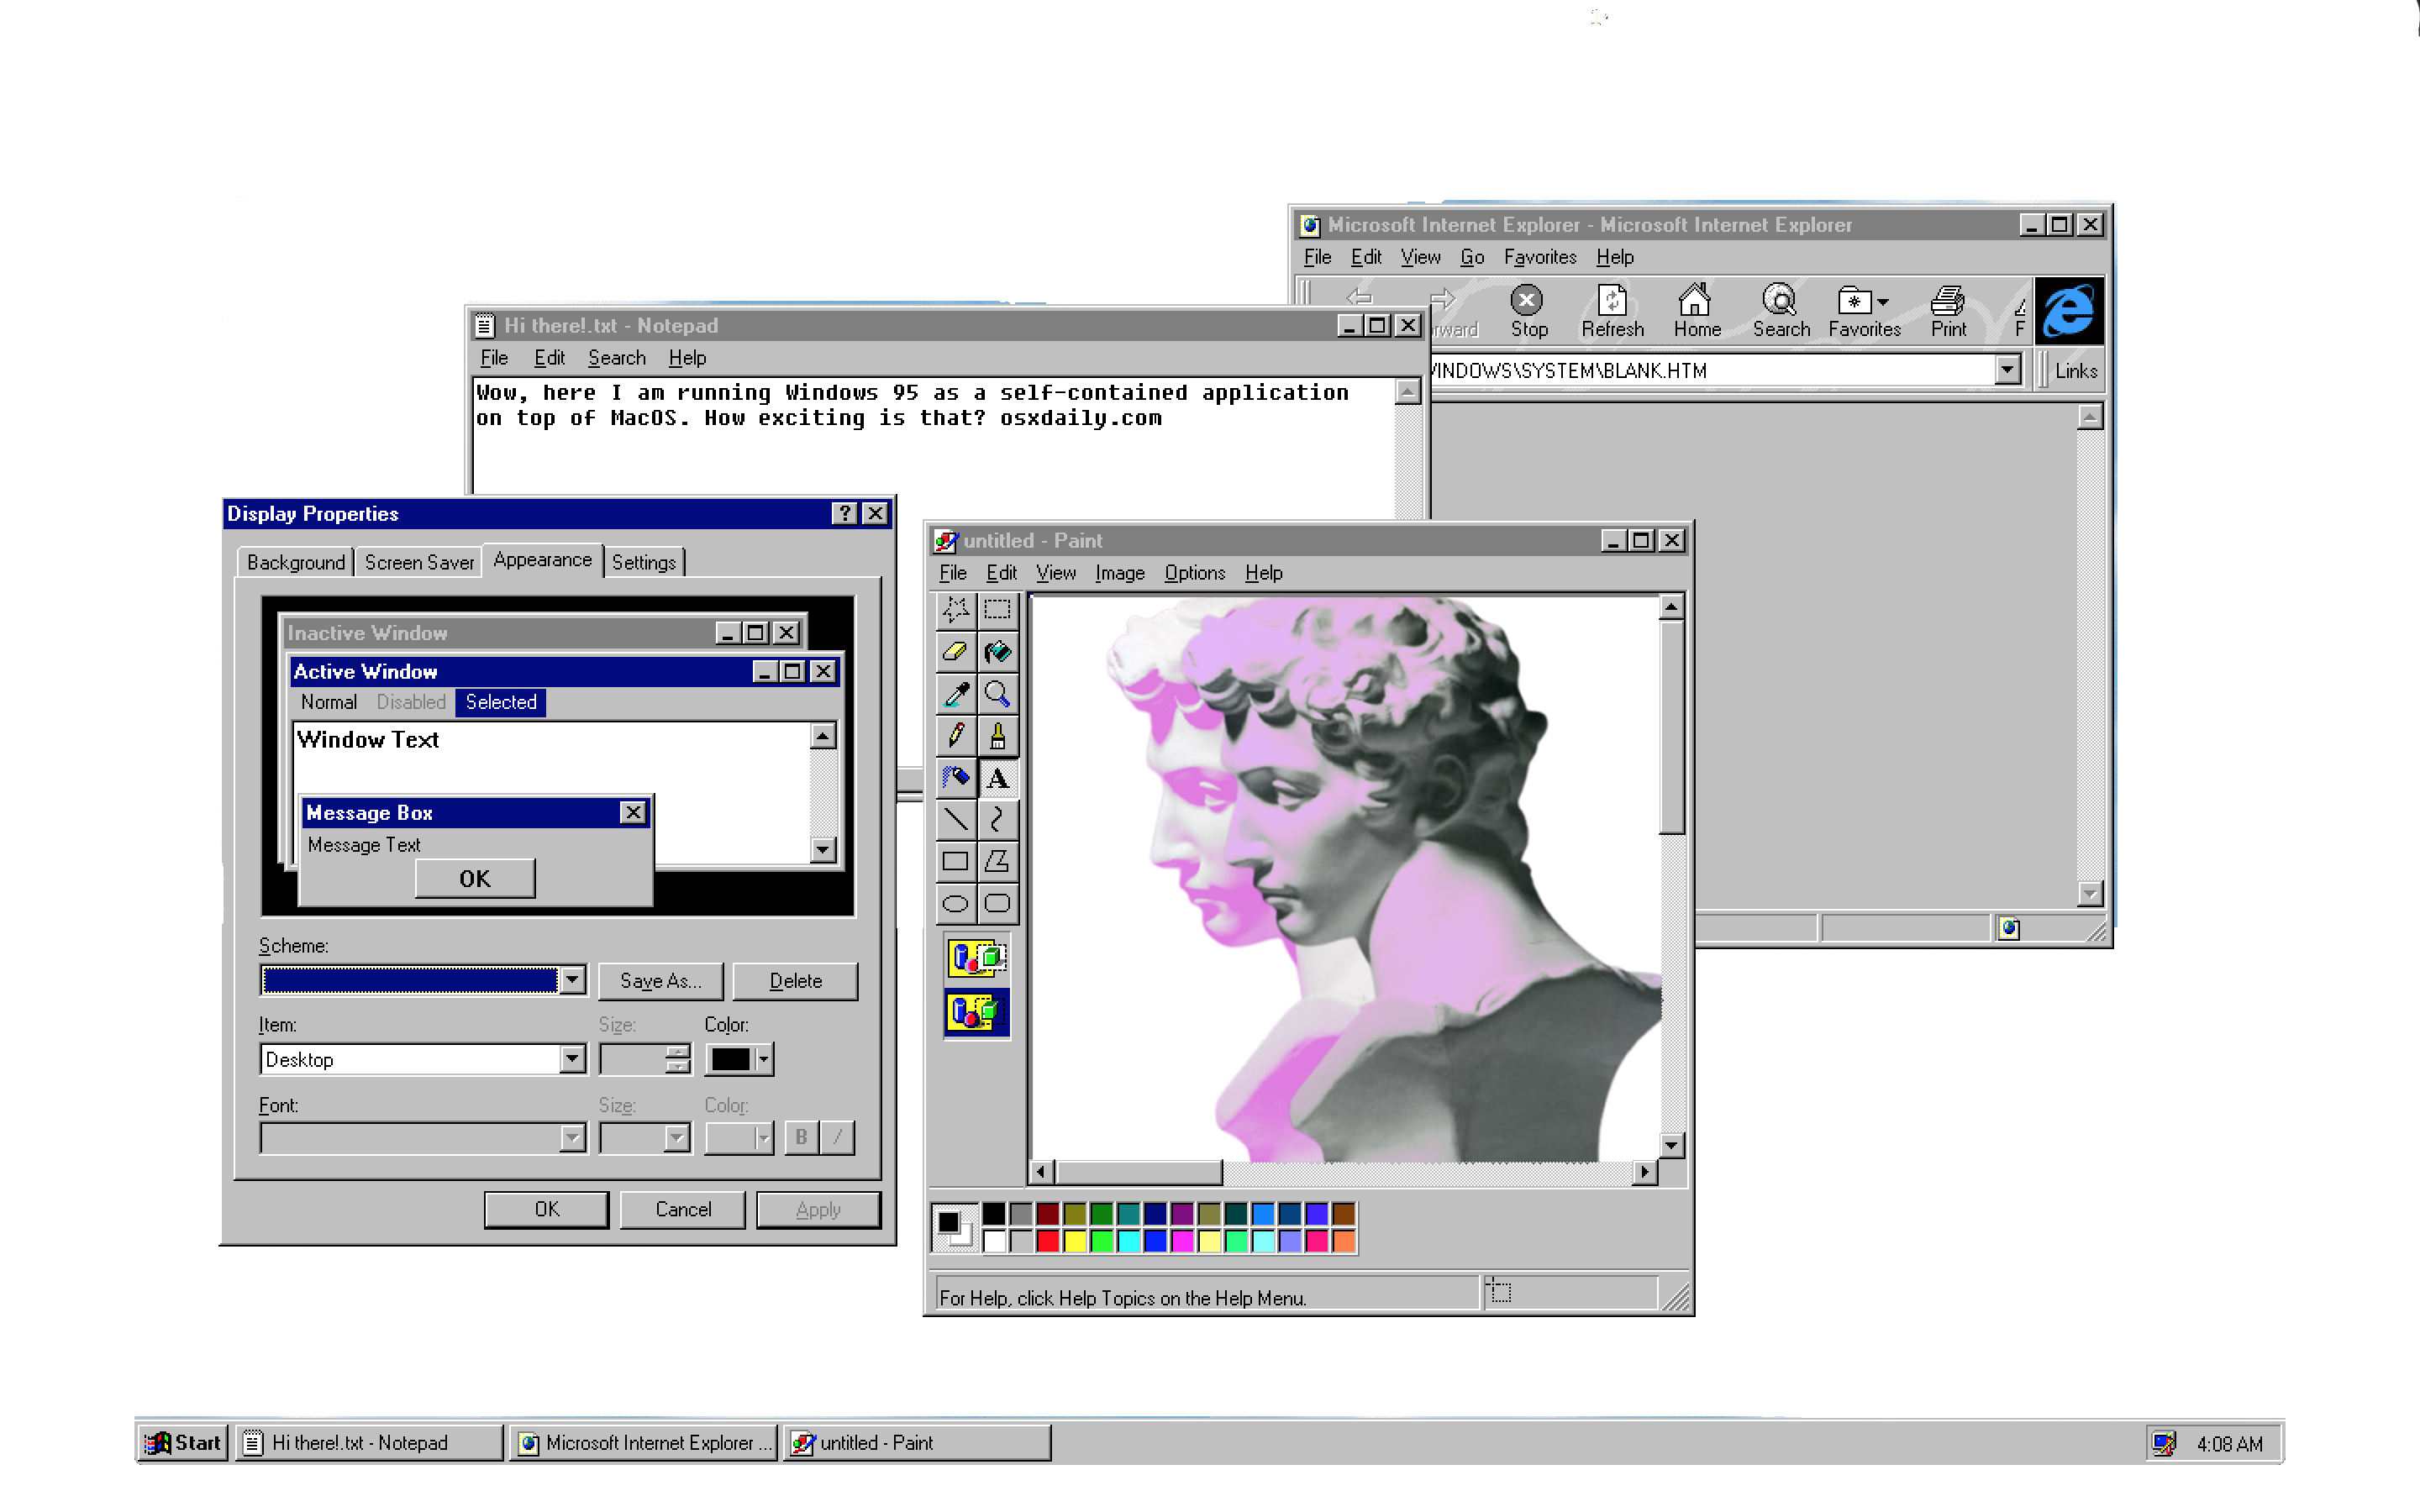 Microsoft Internet Explorer - Microsoft Internet Explorer
File Edit View Go Favorites Help
Stop Refresh Home Search Favorites Print
INDOWS\SYSTEM\BLANK.HTM
Links
Hi there!.txt - Notepad
File Edit Search Help
Wow, here I am running Windows 95 as a self-contained application
on top of MacOS. How exciting is that? osxdaily.com
Display Properties
Background Screen Saver Appearance Settings
Inactive Window
Active Window
Normal Disabled Selected
Window Text
Message Box
Message Text
OK
Scheme:
Save As... Delete
Item: Size: Color:
Desktop
Font: Size: Color:
B /
OK Cancel Apply
untitled - Paint
File Edit View Image Options Help
A
For Help, click Help Topics on the Help Menu.
Start Hi there!.txt - Notepad Microsoft Internet Explorer ... untitled - Paint 4:08 AM